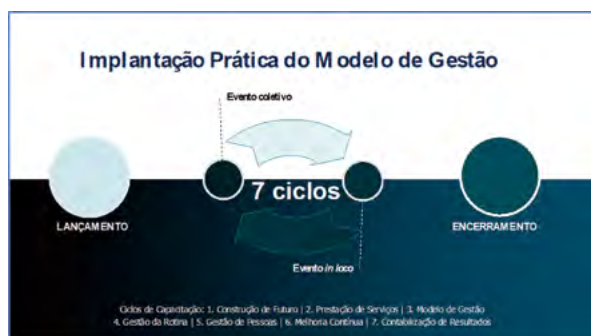 Implantação Prática do Modelo de Gestão
Evento coletivo
7 ciclos
LANÇAMENTO
ENCERRAMENTO
Evento in loco
Ciclos de Capacitação: 1. Construção de Futuro | 2. Prestação de Serviços | 3. Modelo de Gestão
4. Gestão da Rotina | 5. Gestão de Pessoas | 6. Melhoria Contínua | 7. Contabilização de Resultados